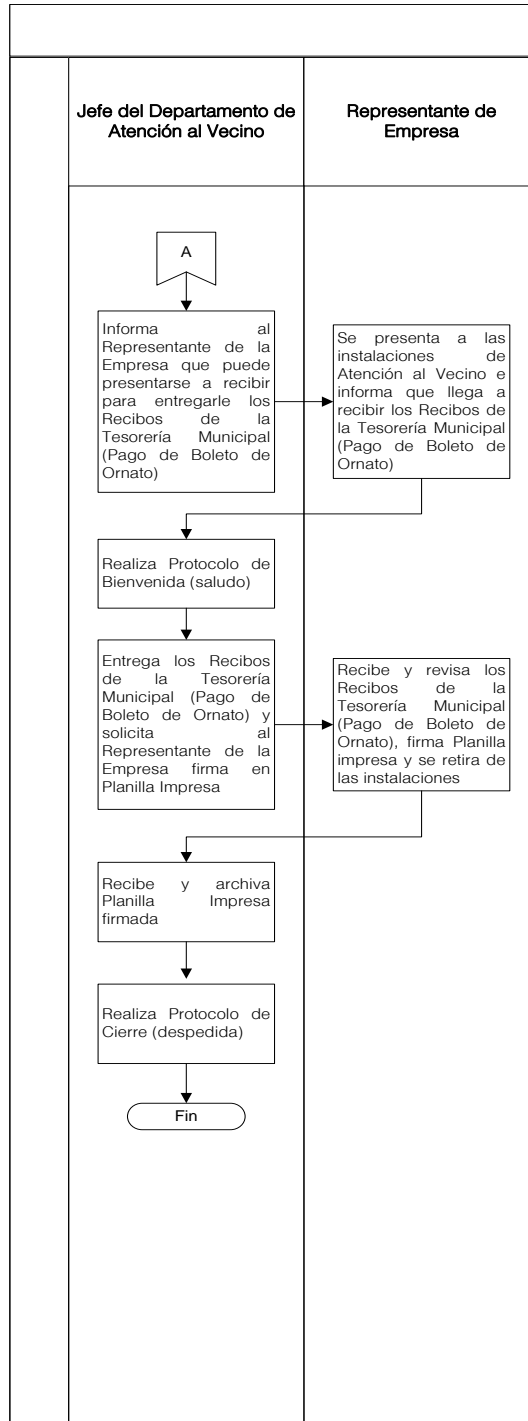 Jefe del Departamento de
Atención al Vecino
Representante de
Empresa
A
Informa al
Representante de la
Empresa que puede
presentarse a recibir
para entregarle los
Recibos de la
Tesorería Municipal
(Pago de Boleto de
Ornato)
Se presenta a las
instalaciones de
Atención al Vecino e
informa que llega a
recibir los Recibos de
la Tesorería Municipal
(Pago de Boleto de
Ornato)
Realiza Protocolo de
Bienvenida (saludo)
Entrega los Recibos
de la Tesorería
Municipal (Pago de
Boleto de Ornato) y
solicita al
Representante de la
Empresa firma en
Planilla Impresa
Recibe y revisa los
Recibos de la
Tesorería Municipal
(Pago de Boleto de
Ornato), firma Planilla
impresa y se retira de
las instalaciones
Recibe y archiva
Planilla Impresa
firmada
Realiza Protocolo de
Cierre (despedida)
Fin